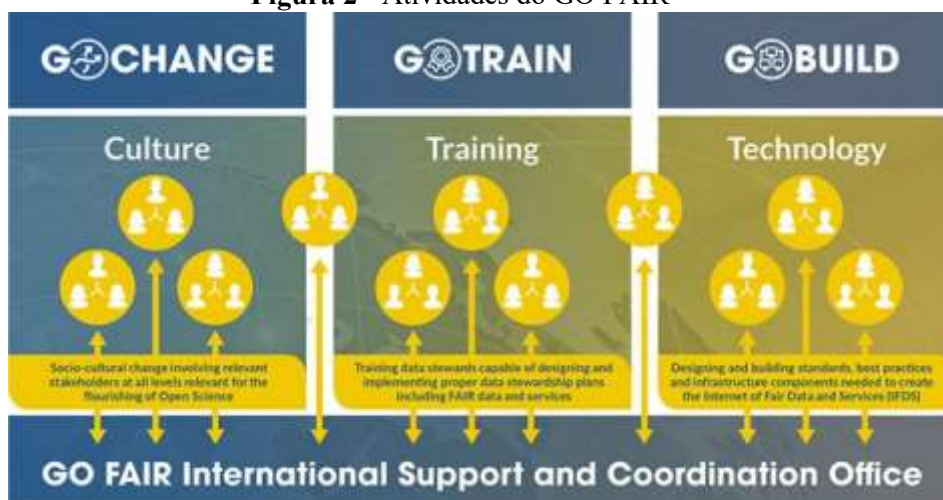 Figura 2 - Atividades do GO FAIR
GO CHANGE
GO TRAIN
GO BUILD
Culture
Training
Technology
Socio-cultural change involving relevant
stakeholders at all levels relevant for the
flourishing of Open Science
Training data stewards capable of designing and
implementing proper data stewardship plans
including FAIR data and services
Designing and building standards, best practices
and infrastructure components needed to create
the Internet of Fair Data and Services (IFDS)
GO FAIR International Support and Coordination Office